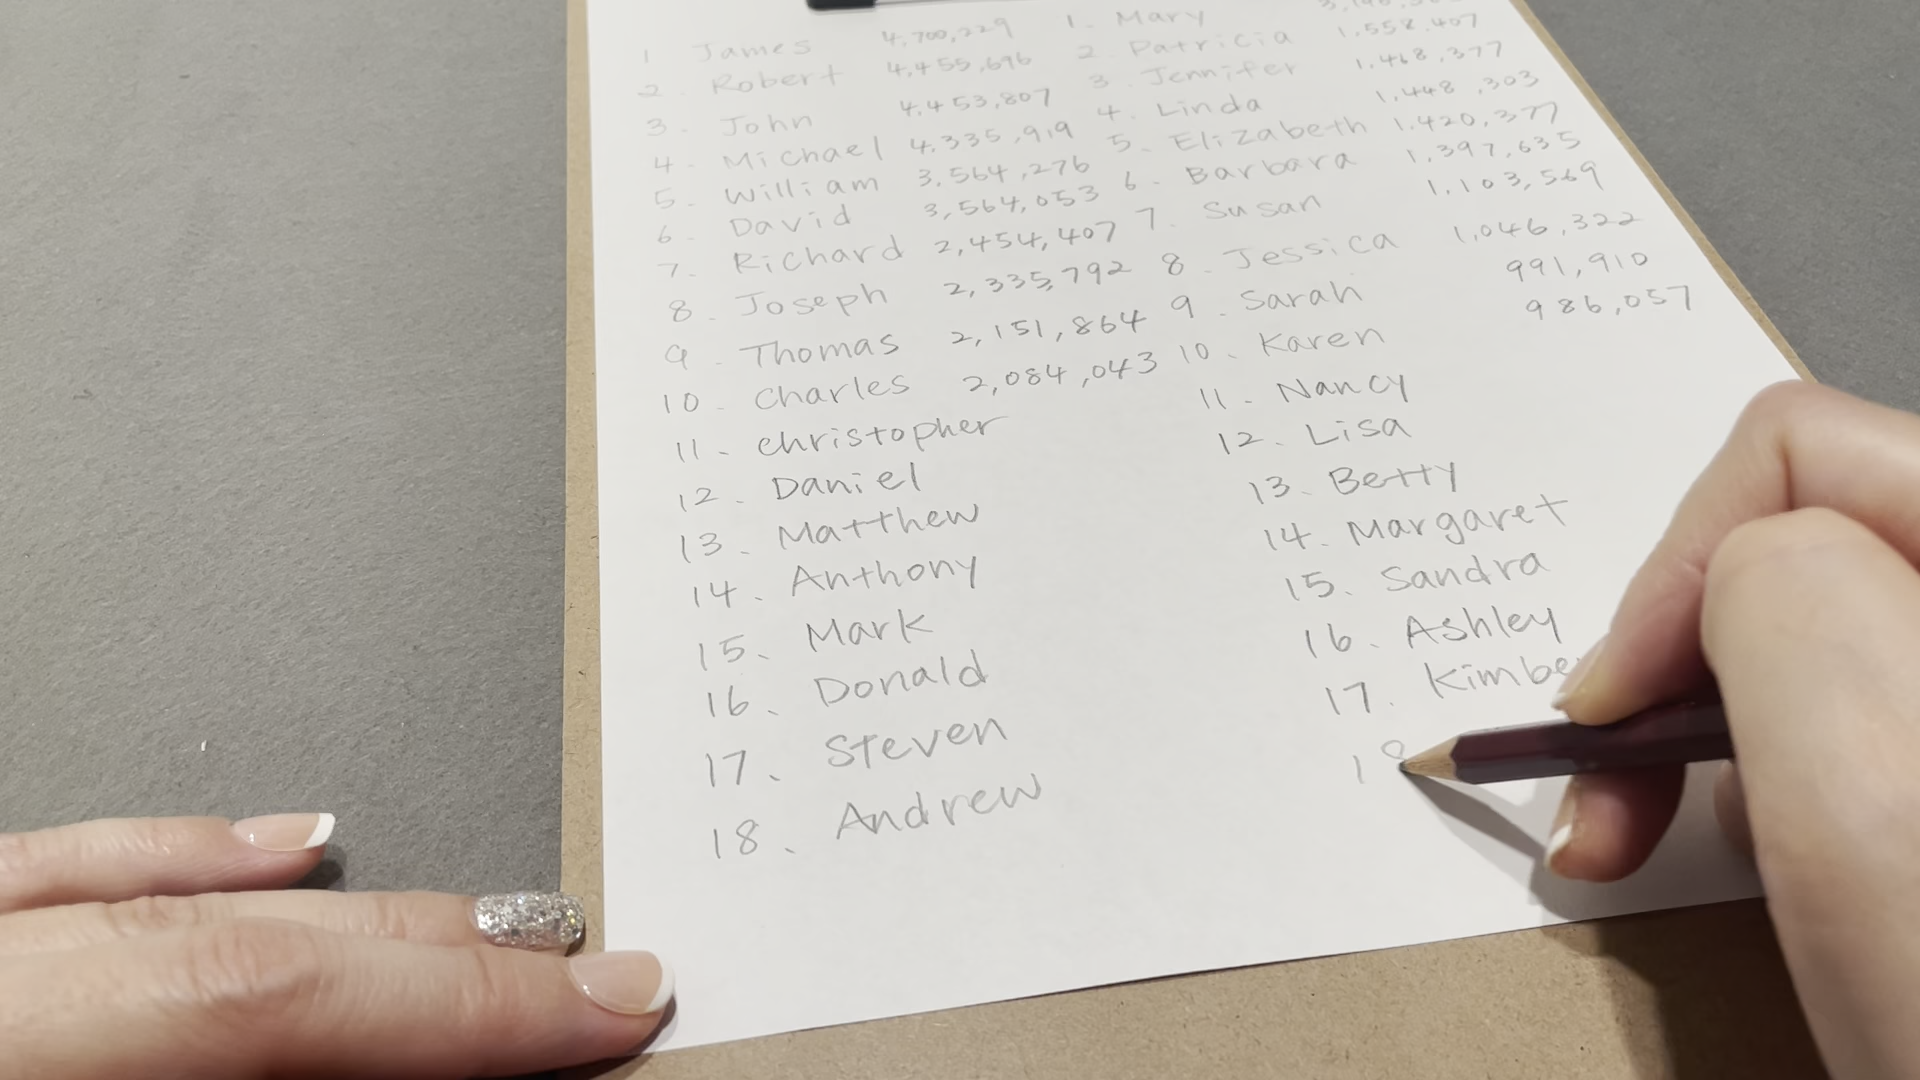 1 James 4,700,229 1. Mary
2. Robert 4,455,696 2 Patricia 1,558,407
3. John 4,453,807 3 Jennifer 1,468,377
4. Michael 4,335,919 4. Linda 1,448,303
5. William 3,564,276 5. Elizabeth 1,420,377
6. David 3,564,053 6. Barbara 1,397,635
7. Richard 2,454,407 7. Susan 1,103,569
8. Joseph 2,335,792 8. Jessica 1,046,322
9. Thomas 2,151,864 9. Sarah 991,910
10. Charles 2,084,043 10. Karen 986,057
11. Christopher 11. Nancy
12. Daniel 12. Lisa
13. Matthew 13. Betty
14. Anthony 14. Margaret
15. Mark 15. Sandra
16. Donald 16. Ashley
17. Steven 17. Kimbe
18. Andrew 18